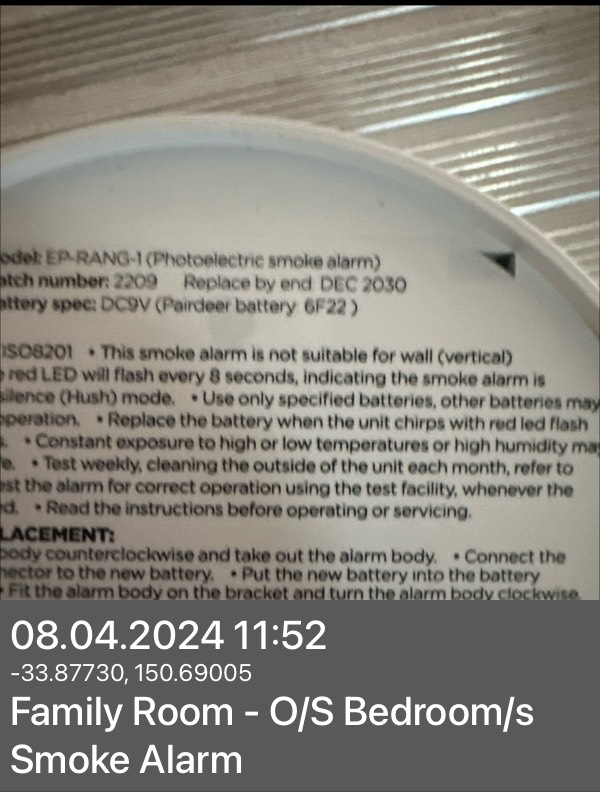 odel: EP-RANG-1 (Photoelectric smoke alarm)
atch number: 2209 Replace by end DEC 2030
attery spec: DC9V (Pairdeer battery 6F22 )
ISO8201 • This smoke alarm is not suitable for wall (vertical)
red LED will flash every 8 seconds, indicating the smoke alarm is
silence (Hush) mode. • Use only specified batteries, other batteries may
operation. • Replace the battery when the unit chirps with red led flash
• Constant exposure to high or low temperatures or high humidity may
e. • Test weekly, cleaning the outside of the unit each month, refer to
est the alarm for correct operation using the test facility, whenever the
d. • Read the instructions before operating or servicing.
LACEMENT:
body counterclockwise and take out the alarm body. • Connect the
nector to the new battery. • Put the new battery into the battery
• Fit the alarm body on the bracket and turn the alarm body clockwise
08.04.2024 11:52
-33.87730, 150.69005
Family Room - O/S Bedroom/s
Smoke Alarm